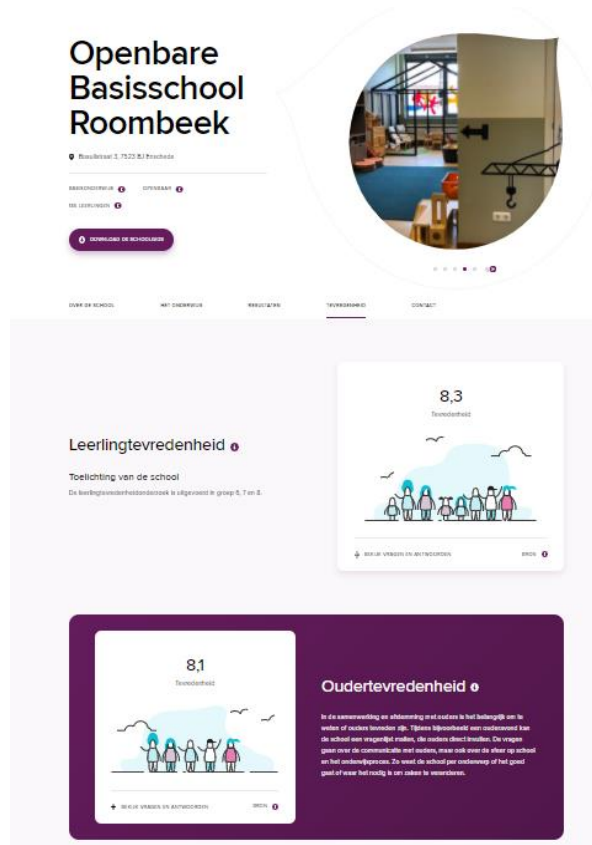 Openbare
Basisschool
Roombeek
3, 7523 BJ Enschede
BASISONDERWIJS
OPENBAAR
LEERLINGEN
DOWNLOAD DE SCHOOLGIDS
OVER DE SCHOOL
HET ONDERWIJS
RESULTATEN
TEVREDENHEID
CONTACT
8,3
Tevredenheid
Leerlingtevredenheid
Toelichting van de school
De leerlingtevredenheidonderzoek is uitgevoerd in groep 6, 7 en 8.
BEKIJK VRAGEN EN ANTWOORDEN
BRON
8,1
Tevredenheid
BEKIJK VRAGEN EN ANTWOORDEN
BRON
Oudertevredenheid
In de samenwerking en afstemming met ouders is het belangrijk om te
weten of ouders tevreden zijn. Tijdens bijvoorbeeld een ouderavond kan
de school een vragenlijst maken, die ouders direct invullen. De vragen
gaan over de communicatie met ouders, maar ook over de sfeer op school
en het onderwijsproces. Zo weet de school per onderwerp of het goed
gaat of waar het nodig is om zaken te veranderen.